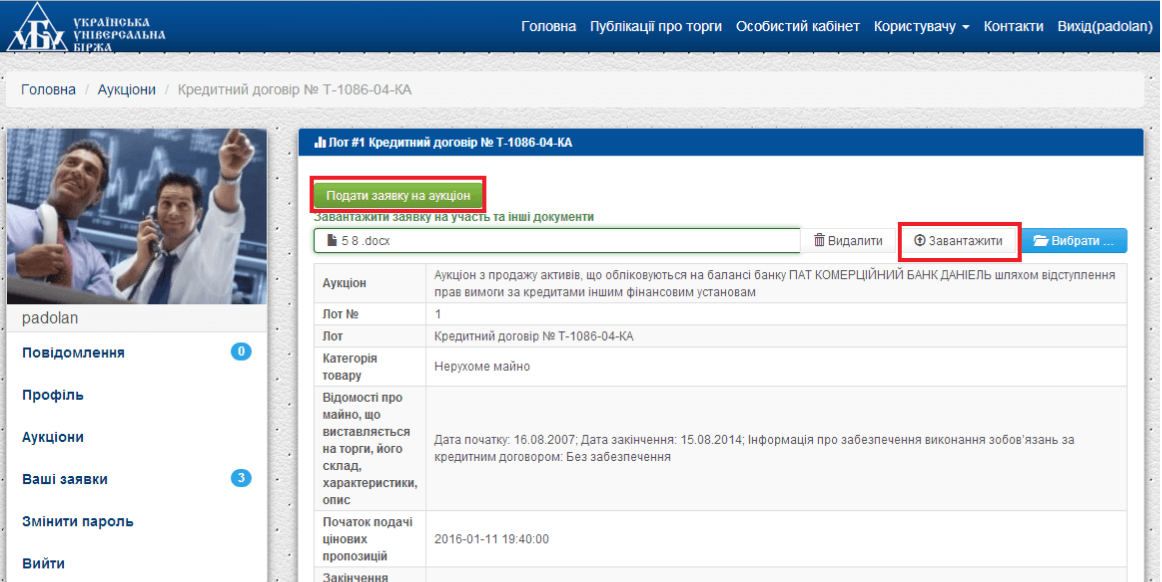 УБУ
УКРАЇНСЬКА
УНІВЕРСАЛЬНА
БІРЖА
Головна Публікації про торги Особистий кабінет Користувачу Контакти Вихід(padolan)
Головна / Аукціони / Кредитний договір № Т-1086-04-КА
Лот #1 Кредитний договір № Т-1086-04-КА
Подати заявку на аукціон
Завантажити заявку на участь та інші документи
5 8 .docx Видалити Завантажити Вибрати ...
Аукціон
Аукціон з продажу активів, що обліковуються на балансі банку ПАТ КОМЕРЦІЙНИЙ БАНК ДАНІЕЛЬ шляхом відступлення
прав вимоги за кредитами іншим фінансовим установам
Лот № 1
Лот Кредитний договір № Т-1086-04-КА
Категорія
товару
Нерухоме майно
Відомості про
майно, що
виставляється
на торги, його
склад,
характеристики,
опис
Дата початку: 16.08.2007; Дата закінчення: 15.08.2014; Інформація про забезпечення виконання зобов'язань за
кредитним договором: Без забезпечення
Початок подачі
цінових
пропозицій
2016-01-11 19:40:00
Закінчення
padolan
Повідомлення 0
Профіль
Аукціони
Ваші заявки 3
Змінити пароль
Вийти